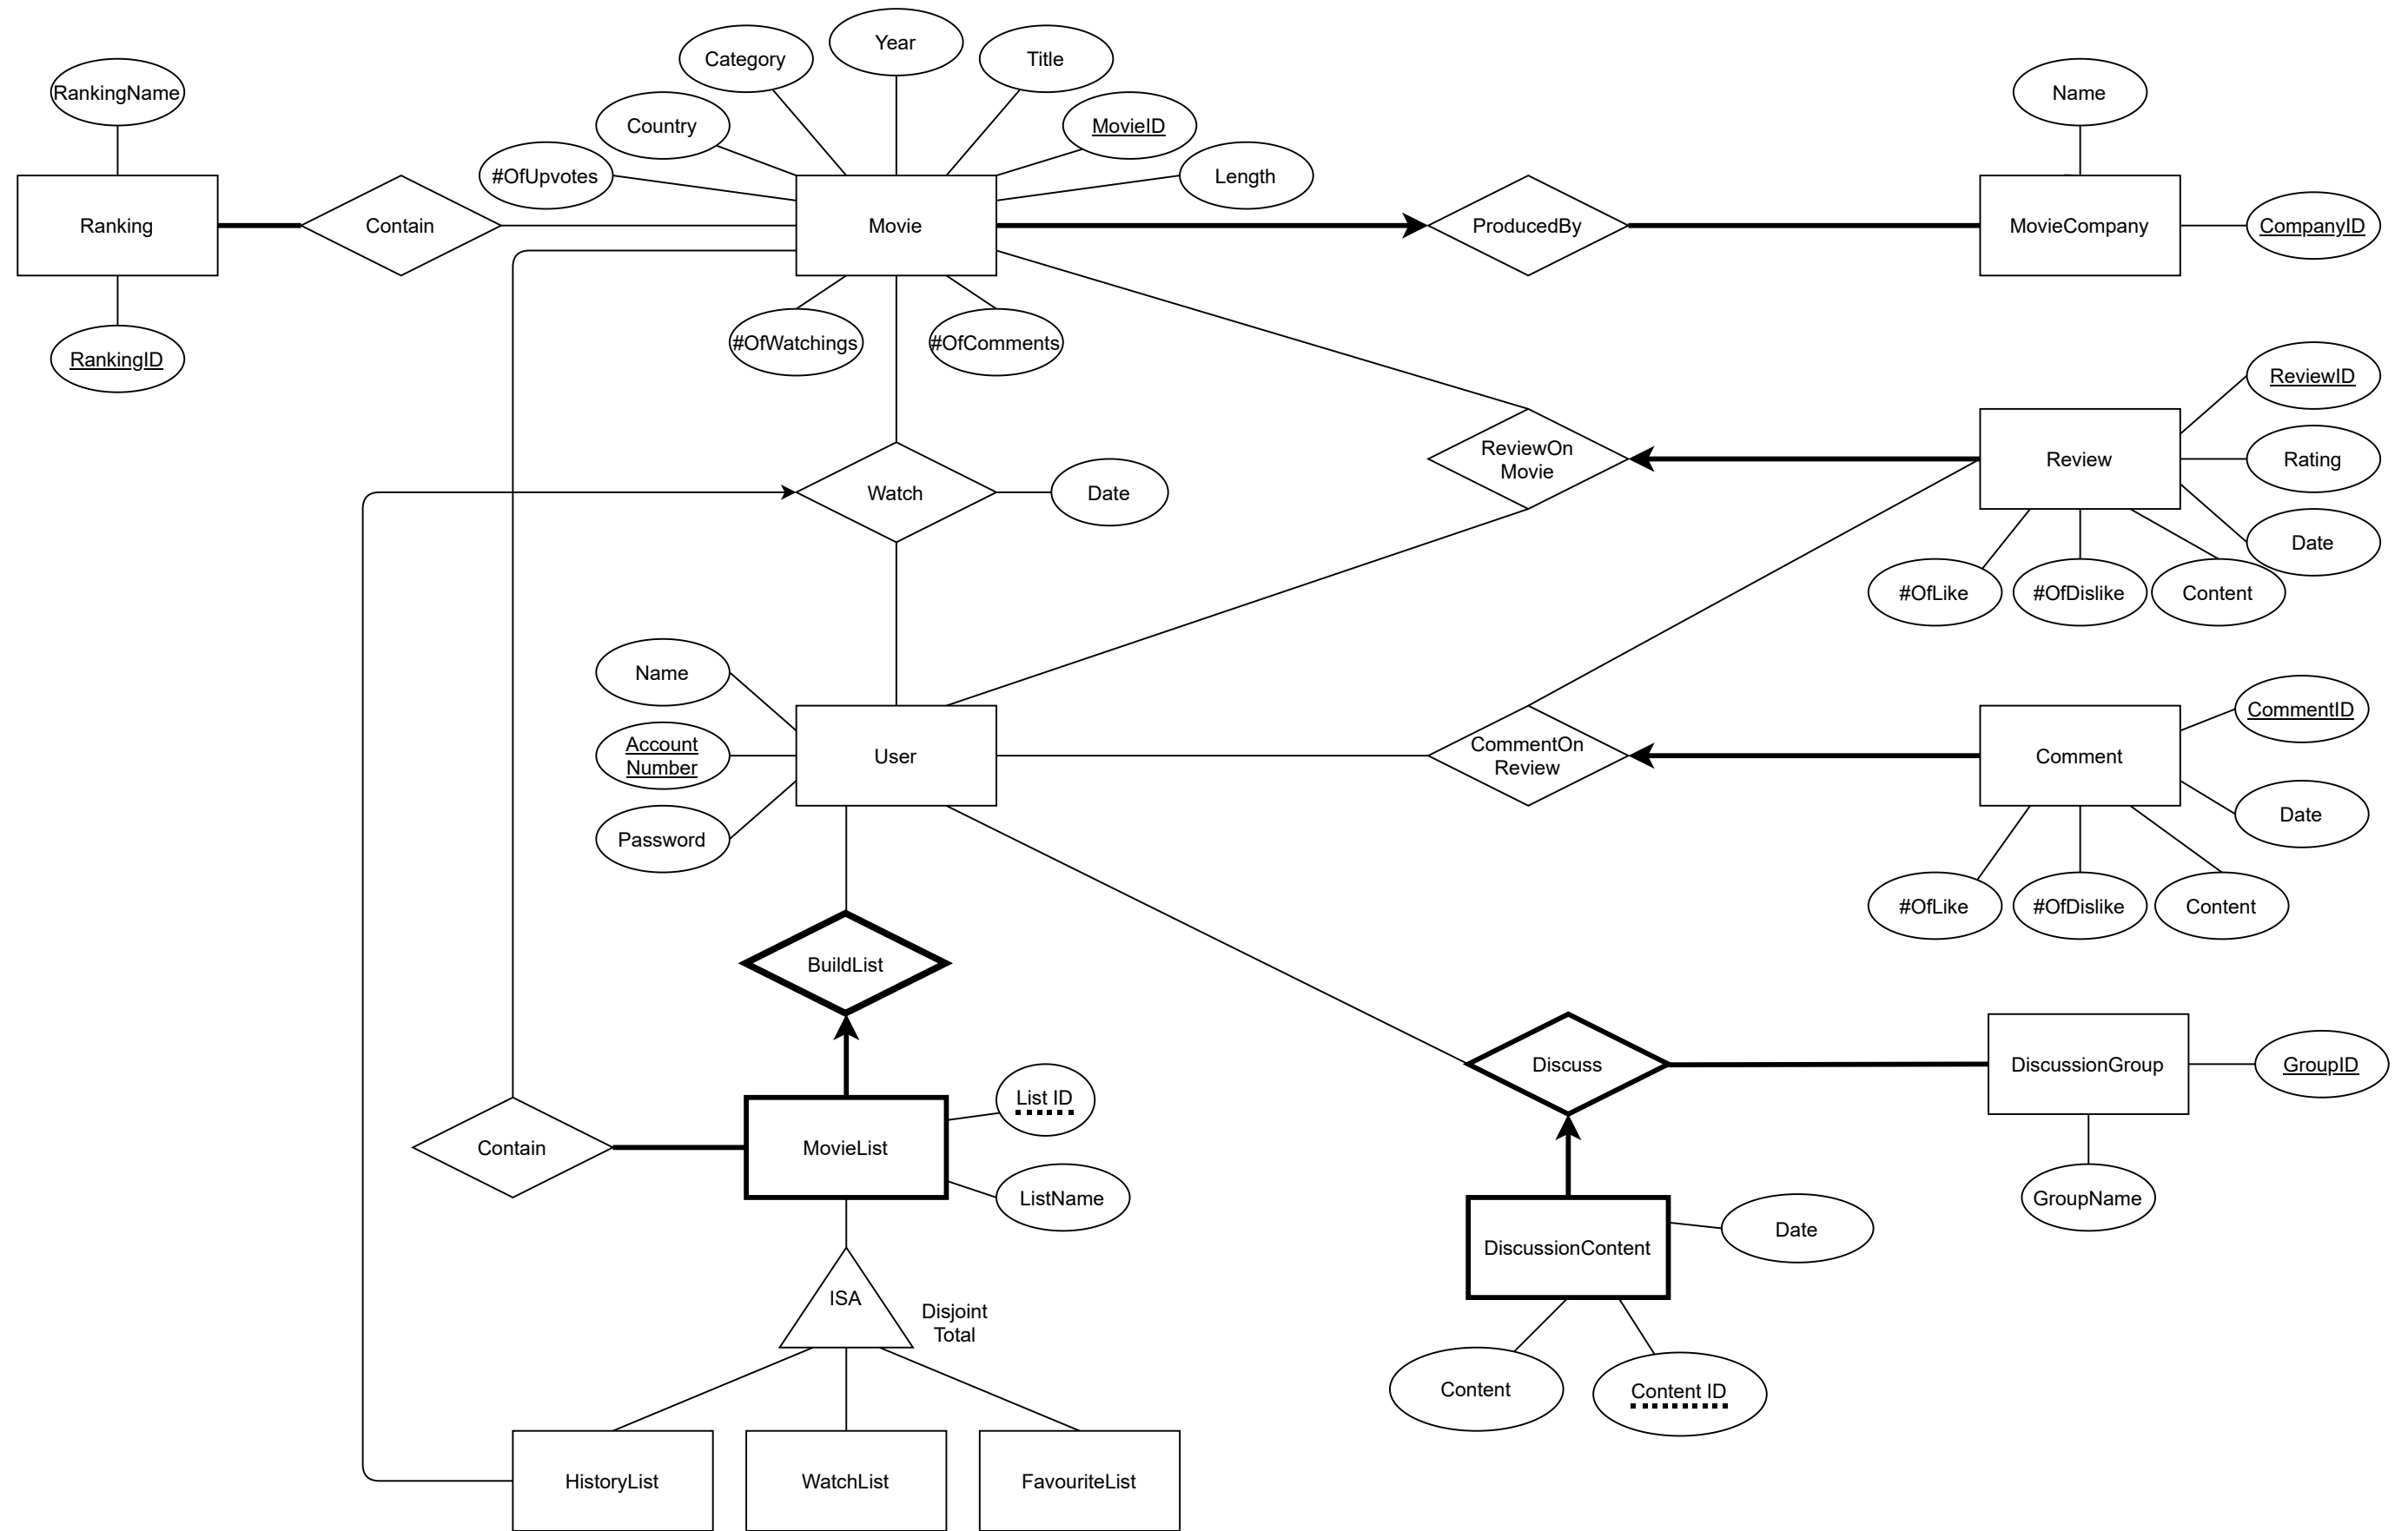 Year
Category
Title
RankingName
Name
Country
MovieID
#OfUpvotes
Length
Ranking
Contain
Movie
ProducedBy
MovieCompany
CompanyID
#OfWatchings
#OfComments
RankingID
ReviewID
ReviewOn
Movie
Review
Rating
Watch
Date
Date
#OfLike
#OfDislike
Content
Name
CommentID
Account
Number
User
CommentOn
Review
Comment
Date
Password
#OfLike
#OfDislike
Content
BuildList
Discuss
DiscussionGroup
GroupID
List ID
Contain
MovieList
ListName
GroupName
Date
DiscussionContent
ISA
Disjoint
Total
Content
Content ID
HistoryList
WatchList
FavouriteList